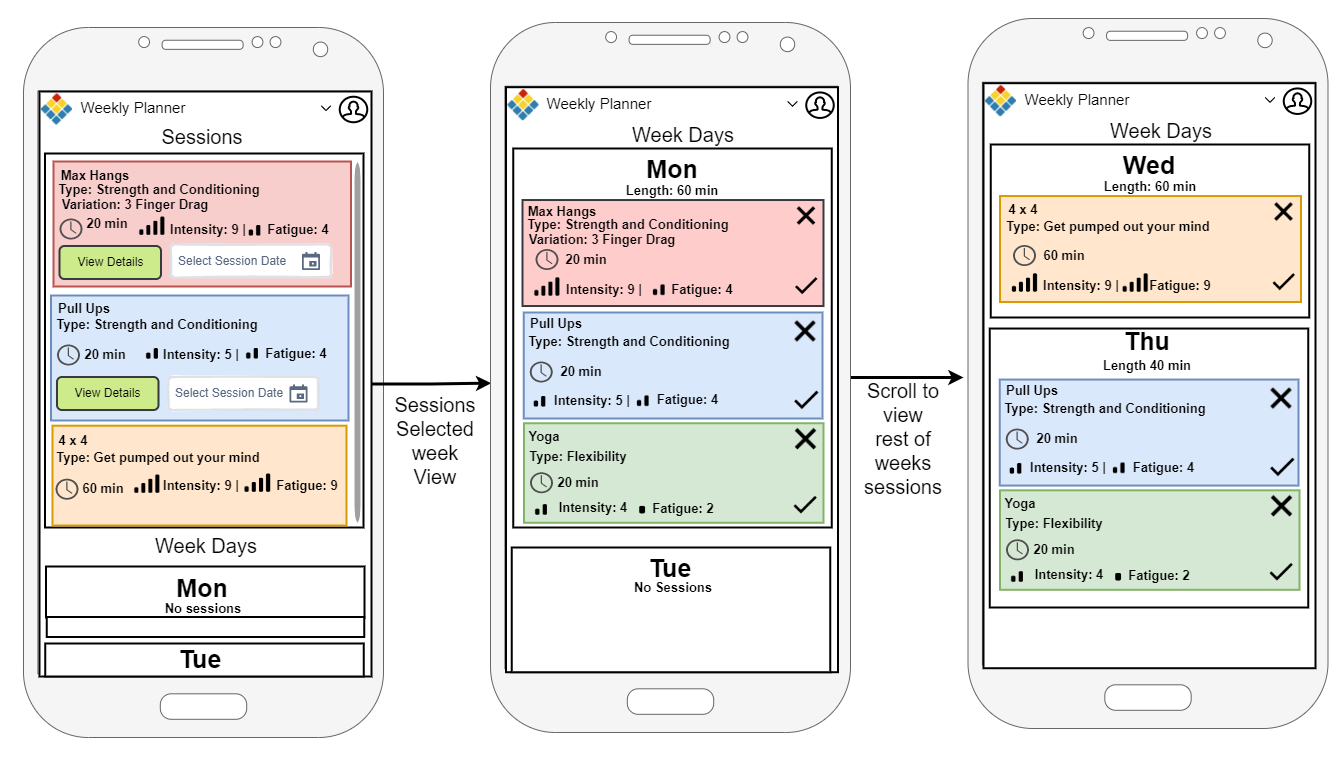 Weekly Planner
Sessions
Max Hangs
Type: Strength and Conditioning
Variation: 3 Finger Drag
20 min
Intensity: 9 | Fatigue: 4
View Details
Select Session Date
Pull Ups
Type: Strength and Conditioning
20 min
Intensity: 5 | Fatigue: 4
View Details
Select Session Date
4 x 4
Type: Get pumped out your mind
60 min
Intensity: 9 | Fatigue: 9
Week Days
Mon
No sessions
Tue
Sessions
Selected
week
View
Weekly Planner
Week Days
Mon
Length: 60 min
Max Hangs
Type: Strength and Conditioning
Variation: 3 Finger Drag
20 min
Intensity: 9 | Fatigue: 4
Pull Ups
Type: Strength and Conditioning
20 min
Intensity: 5 | Fatigue: 4
Yoga
Type: Flexibility
20 min
Intensity: 4 Fatigue: 2
Tue
No Sessions
Scroll to
view
rest of
weeks
sessions
Weekly Planner
Week Days
Wed
Length: 60 min
4 x 4
Type: Get pumped out your mind
60 min
Intensity: 9 | Fatigue: 9
Thu
Length 40 min
Pull Ups
Type: Strength and Conditioning
20 min
Intensity: 5 | Fatigue: 4
Yoga
Type: Flexibility
20 min
Intensity: 4 Fatigue: 2